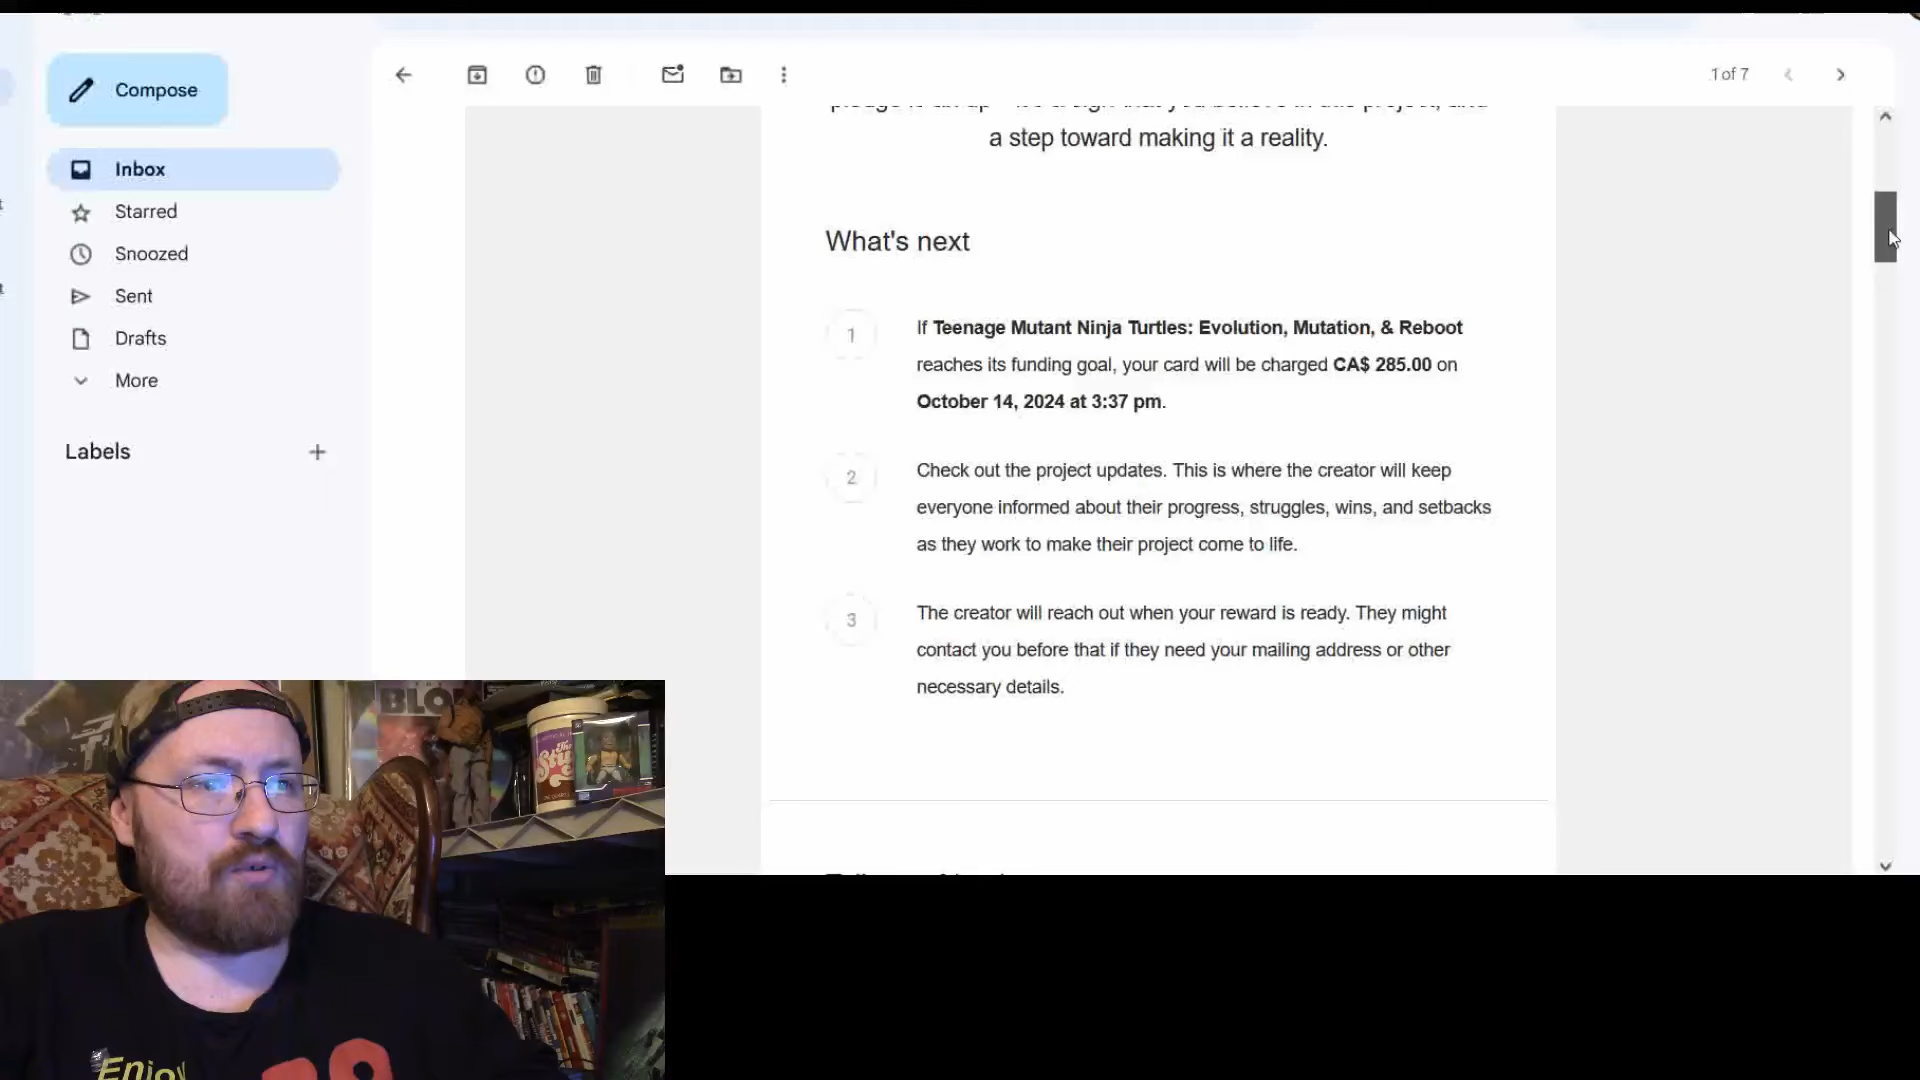 Compose
1 of 7
Inbox
Starred
Snoozed
Sent
Drafts
More
Labels
a step toward making it a reality.
What's next
1
If Teenage Mutant Ninja Turtles: Evolution, Mutation, & Reboot
reaches its funding goal, your card will be charged CA$ 285.00 on
October 14, 2024 at 3:37 pm.
2
Check out the project updates. This is where the creator will keep
everyone informed about their progress, struggles, wins, and setbacks
as they work to make their project come to life.
3
The creator will reach out when your reward is ready. They might
contact you before that if they need your mailing address or other
necessary details.
BLO
The
Stu
Enjoy